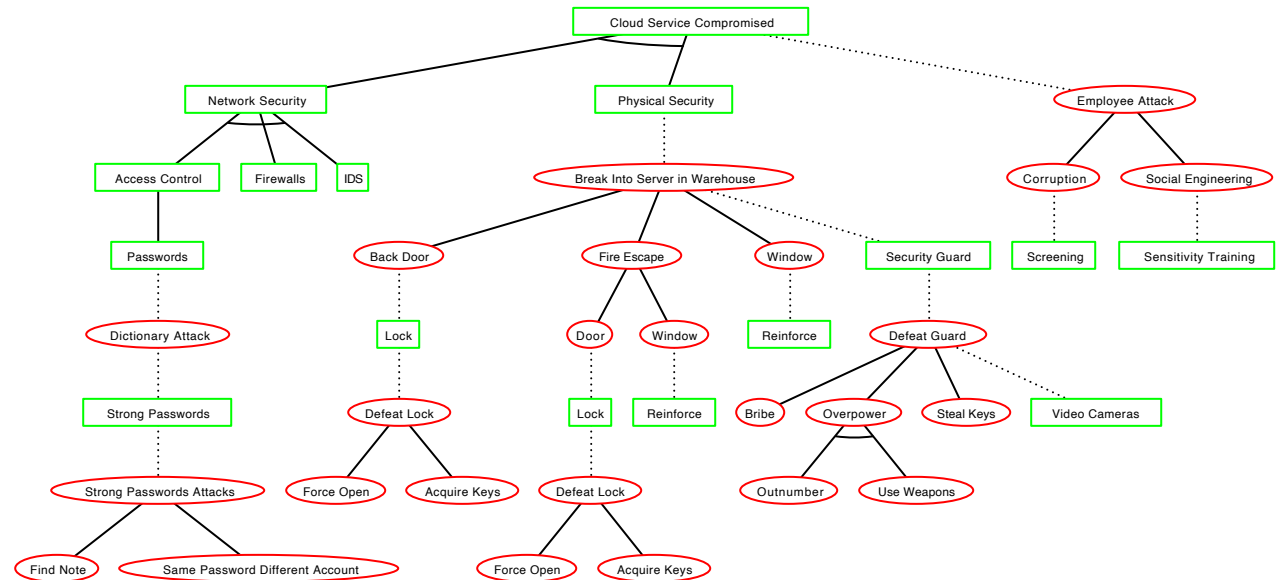 Cloud Service Compromised
Network Security
Physical Security
Employee Attack
Access Control
Firewalls
IDS
Break Into Server in Warehouse
Corruption
Social Engineering
Passwords
Back Door
Fire Escape
Window
Security Guard
Screening
Sensitivity Training
Dictionary Attack
Lock
Door
Window
Reinforce
Defeat Guard
Strong Passwords
Defeat Lock
Lock
Reinforce
Bribe
Overpower
Steal Keys
Video Cameras
Strong Passwords Attacks
Force Open
Acquire Keys
Defeat Lock
Outnumber
Use Weapons
Find Note
Same Password Different Account
Force Open
Acquire Keys